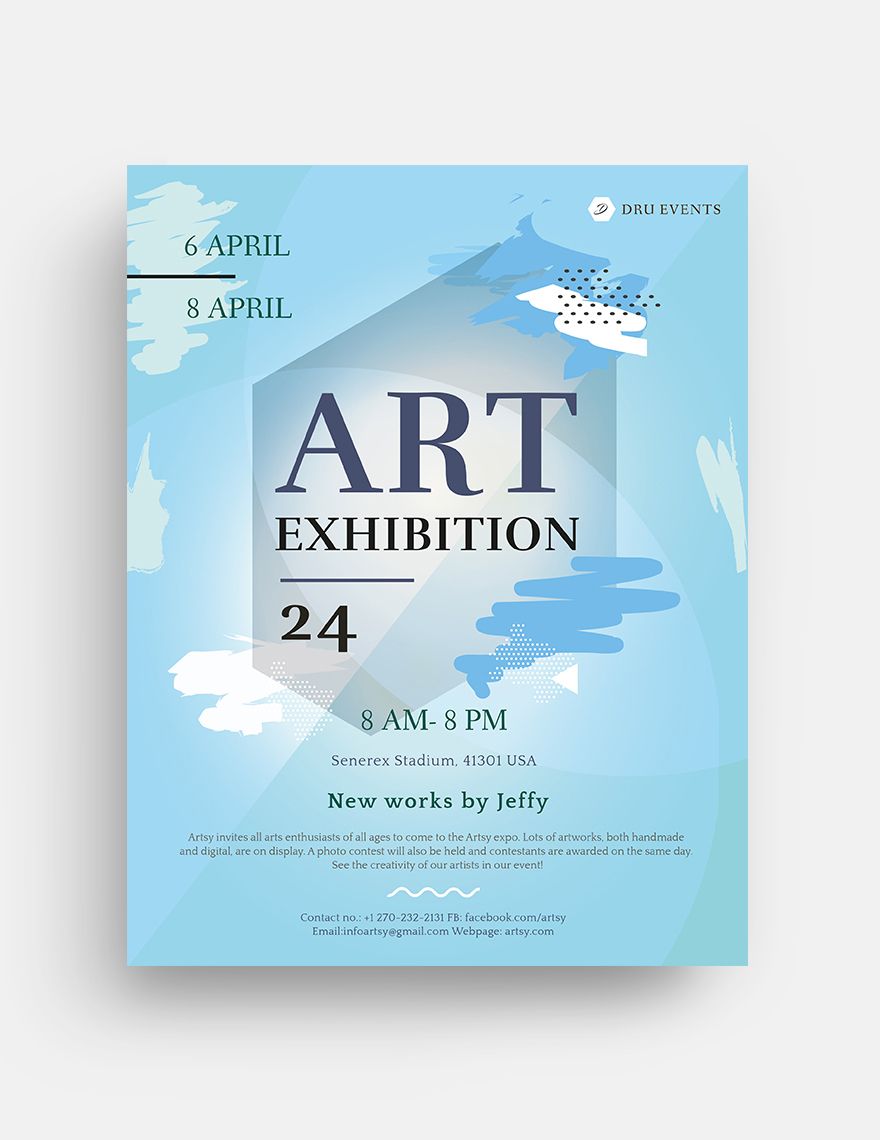 DRU EVENTS
6 APRIL
8 APRIL
ART
EXHIBITION
24
8 AM- 8 PM
Senerex Stadium, 41301 USA
New works by Jeffy
Artsy invites all arts enthusiasts of all ages to come to the Artsy expo. Lots of artworks, both handmade
and digital, are on display. A photo contest will also be held and contestants are awarded on the same day.
See the creativity of our artists in our event!
Contact no.: +1 270-232-2131 FB: facebook.com/artsy
Email:infoartsy@gmail.com Webpage: artsy.com